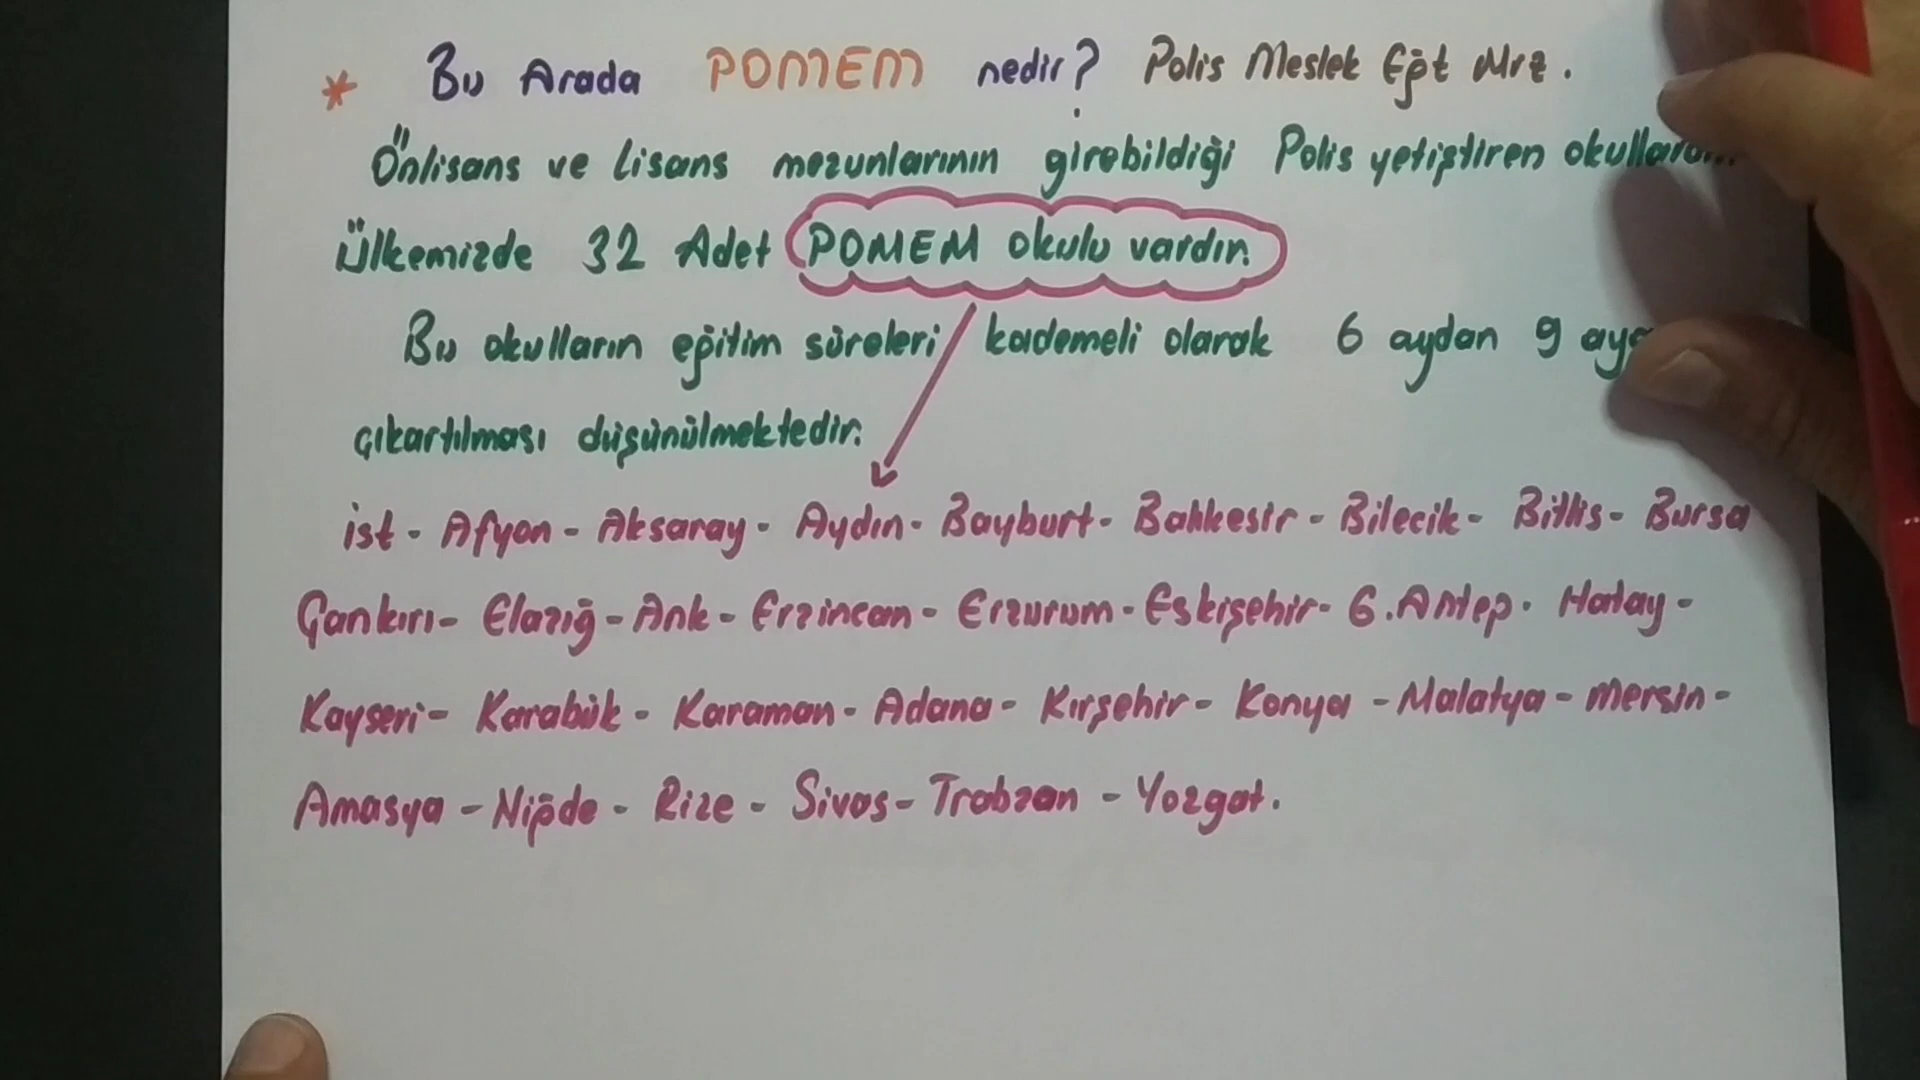 * Bu Arada POMEM nedir? Polis Meslek Eğt Mrz.
Önlisans ve Lisans mezunlarının girebildiği Polis yetiştiren
Ülkemizde 32 Adet POMEM okulu vardır.
Bu okulların eğitim süreleri kademeli olarak 6 aydan 9
çıkartılması düşünülmektedir.
ist - Afyon - Aksaray - Aydın - Bayburt - Balıkesir - Bilecik - Bitlis - Bursa
Çankırı - Elazığ - Ank - Erzincan - Erzurum - Eskişehir - G.Antep - Hatay -
Kayseri - Karabük - Karaman - Adana - Kırşehir - Konya - Malatya - Mersin -
Amasya - Niğde - Rize - Sivas - Trabzon - Yozgat.